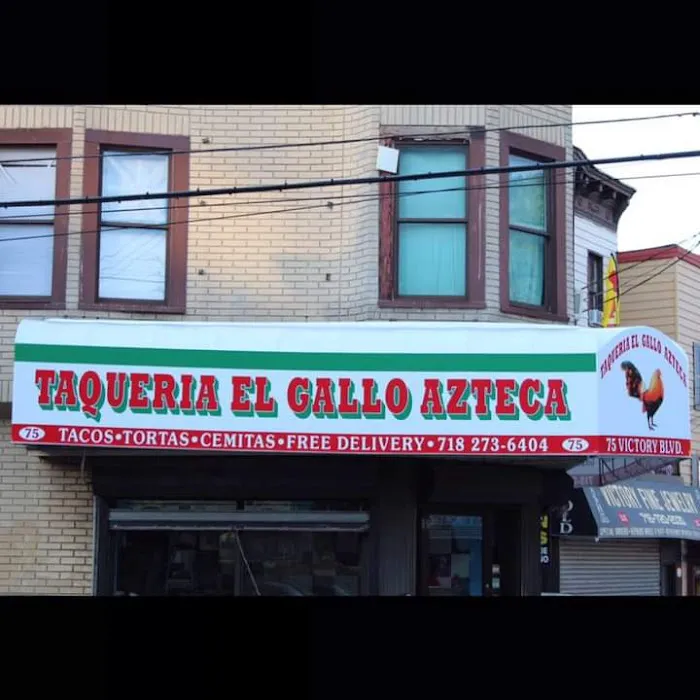 TAQUERIA EL GALLO AZTECA
75 TACOS•TORTAS•CEMITAS•FREE DELIVERY•718 273-6404 75
TAQUERIA EL GALLO AZTECA
75 VICTORY BLVD.
VICTORY FINE JEWELRY